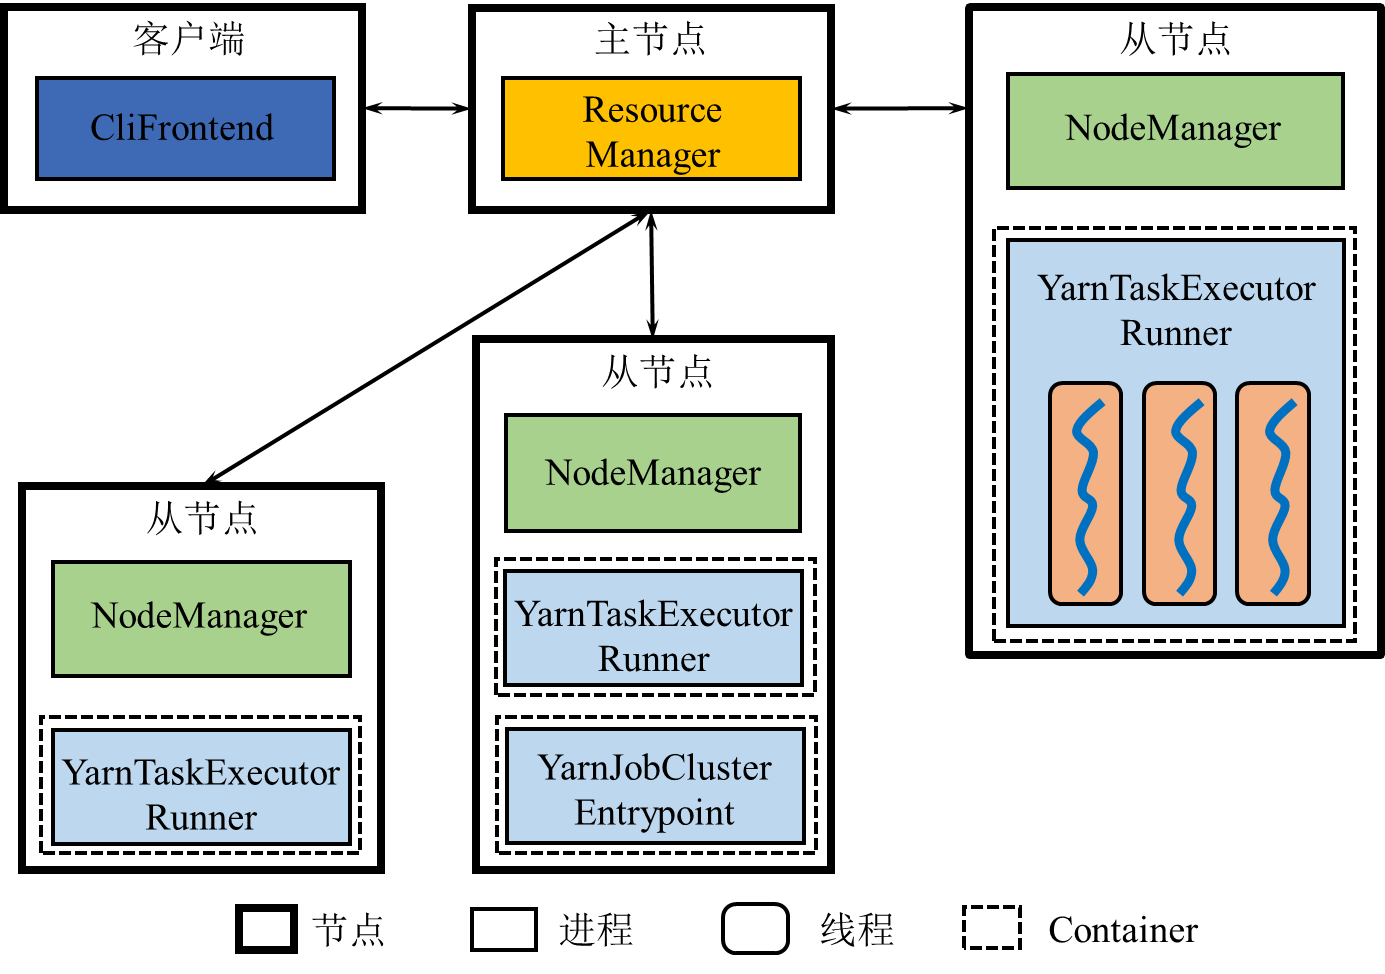 客户端
CliFrontend
主节点
Resource
Manager
从节点
NodeManager
YarnTaskExecutor
Runner
从节点
NodeManager
YarnTaskExecutor
Runner
YarnJobCluster
Entrypoint
从节点
NodeManager
YarnTaskExecutor
Runner
节点
进程
线程
Container